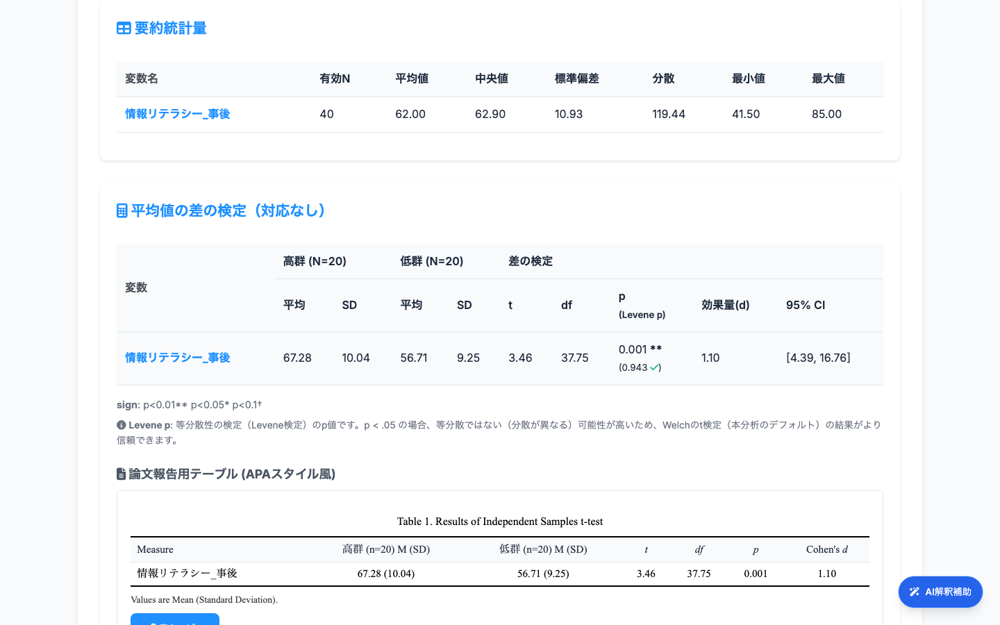 要約統計量
変数名 有効N 平均値 中央値 標準偏差 分散 最小値 最大値
情報リテラシー_事後 40 62.00 62.90 10.93 119.44 41.50 85.00
平均値の差の検定（対応なし）
変数 高群 (N=20) 低群 (N=20) 差の検定
平均 SD 平均 SD t df p (Levene p) 効果量(d) 95% CI
情報リテラシー_事後 67.28 10.04 56.71 9.25 3.46 37.75 0.001 ** (0.943 ✓) 1.10 [4.39, 16.76]
sign: p<0.01** p<0.05* p<0.1†
Levene p: 等分散性の検定（Levene検定）のp値です。p < .05 の場合、等分散ではない（分散が異なる）可能性が高いため、Welchのt検定（本分析のデフォルト）の結果がより
信頼できます。
論文報告用テーブル (APAスタイル風)
Table 1. Results of Independent Samples t-test
Measure 高群 (n=20) M (SD) 低群 (n=20) M (SD) t df p Cohen's d
情報リテラシー_事後 67.28 (10.04) 56.71 (9.25) 3.46 37.75 0.001 1.10
Values are Mean (Standard Deviation).
AI解釈補助